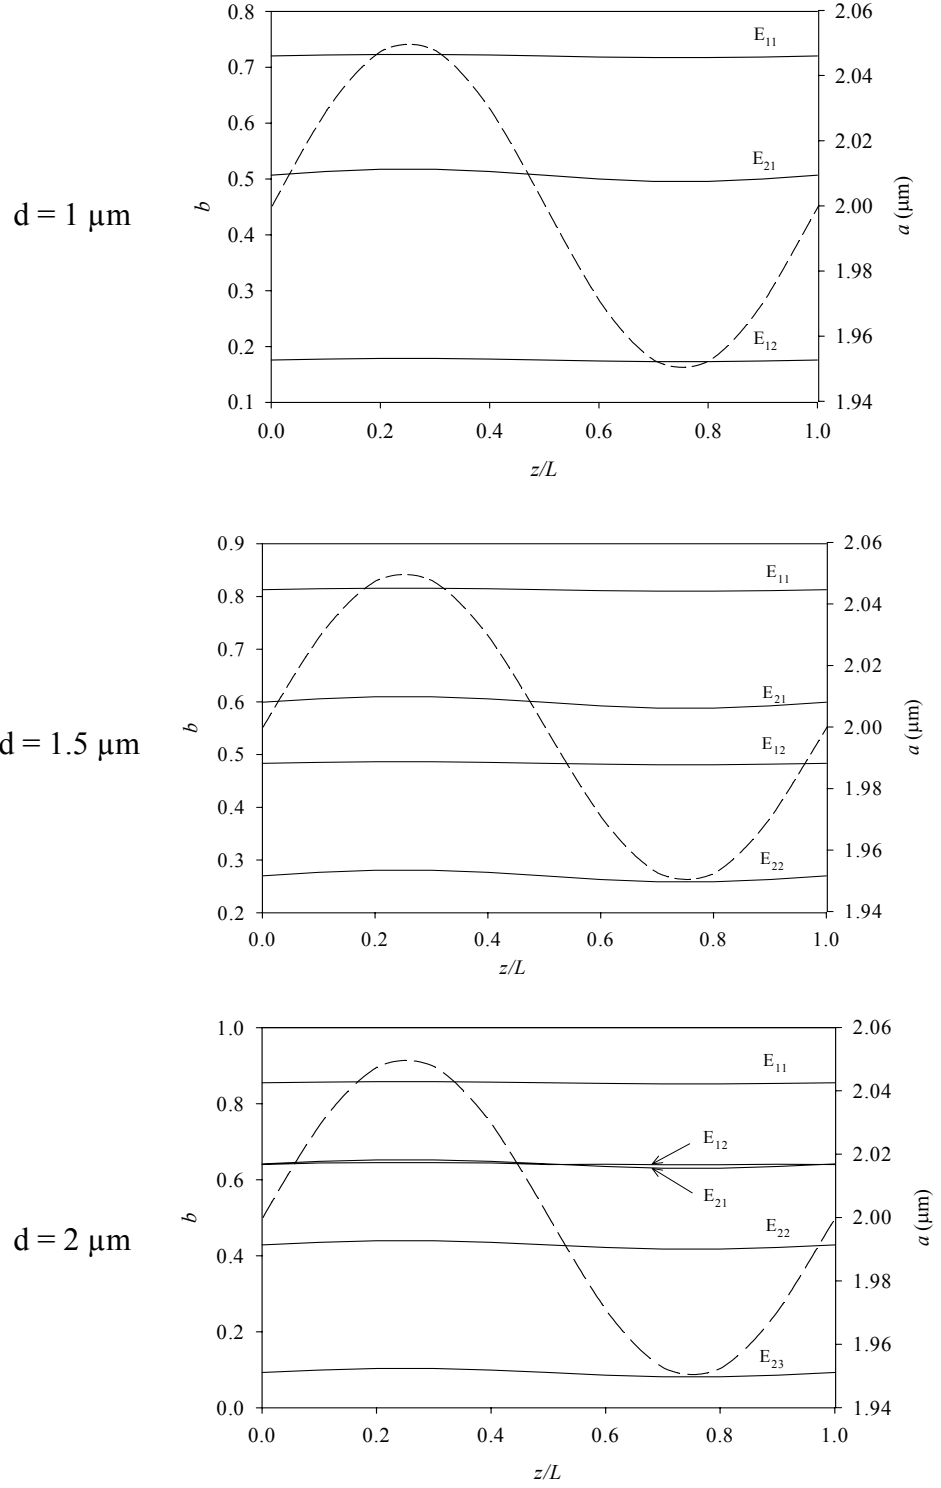 d = 1 µm
b
0.8
0.7
0.6
0.5
0.4
0.3
0.2
0.1
E11
E21
E12
2.06
2.04
2.02
2.00
1.98
1.96
1.94
a (µm)
0.0 0.2 0.4 0.6 0.8 1.0
z/L
d = 1.5 µm
b
0.9
0.8
0.7
0.6
0.5
0.4
0.3
0.2
E11
E21
E12
E22
2.06
2.04
2.02
2.00
1.98
1.96
1.94
a (µm)
0.0 0.2 0.4 0.6 0.8 1.0
z/L
d = 2 µm
b
1.0
0.8
0.6
0.4
0.2
0.0
E11
E12
E21
E22
E23
2.06
2.04
2.02
2.00
1.98
1.96
1.94
a (µm)
0.0 0.2 0.4 0.6 0.8 1.0
z/L